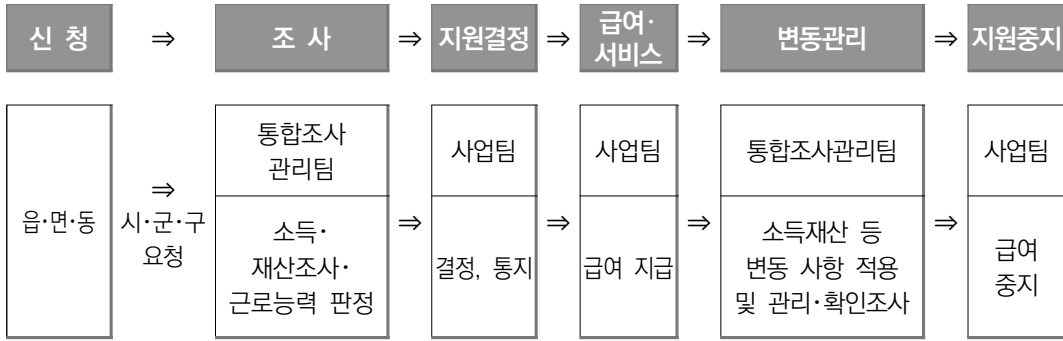 신 청 ⇒ 조 사 ⇒ 지원결정 ⇒ 급여·
서비스 ⇒ 변동관리 ⇒ 지원중지
읍·면·동
⇒
시·군·구
요청
통합조사
관리팀
소득·
재산조사·
근로능력 판정
⇒
사업팀
결정, 통지
⇒
사업팀
급여 지급
⇒
통합조사관리팀
소득재산 등
변동 사항 적용
및 관리·확인조사
⇒
사업팀
급여
중지